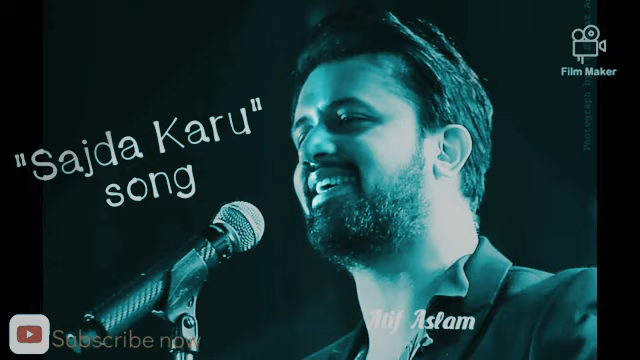 Film Maker
"Sajda Karu"
song
Atif Aslam
Subscribe now